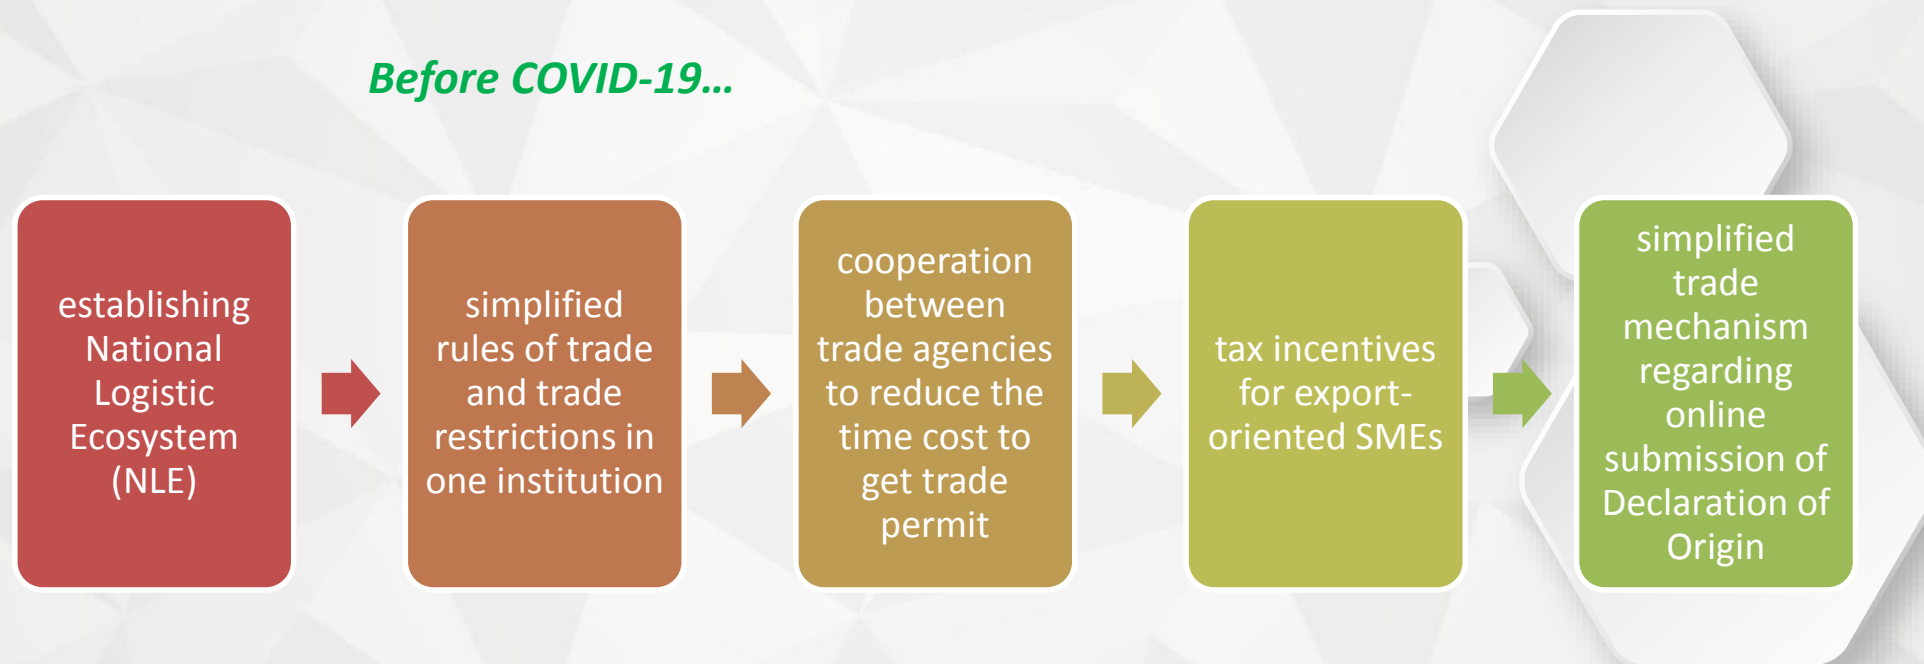 Before COVID-19…
establishing
National
Logistic
Ecosystem
(NLE)
simplified
rules of trade
and trade
restrictions in
one institution
cooperation
between
trade agencies
to reduce the
time cost to
get trade
permit
tax incentives
for export-
oriented SMEs
simplified
trade
mechanism
regarding
online
submission of
Declaration of
Origin